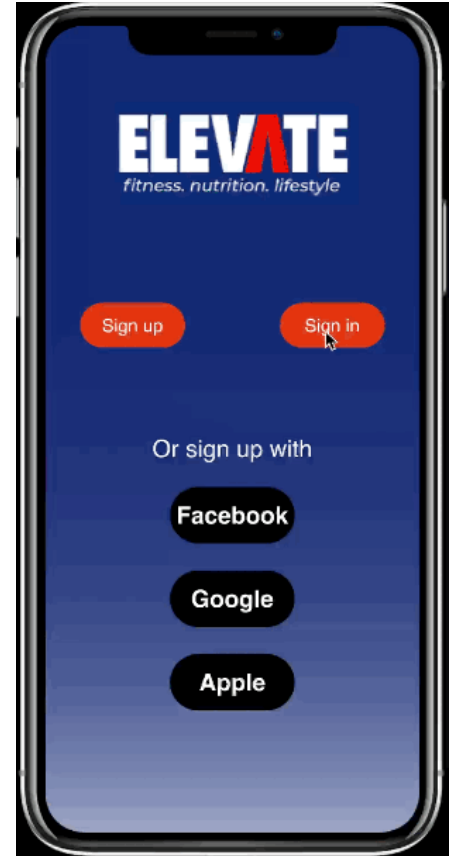 ELEVATE
fitness. nutrition. lifestyle
Sign up
Sign in
Or sign up with
Facebook
Google
Apple